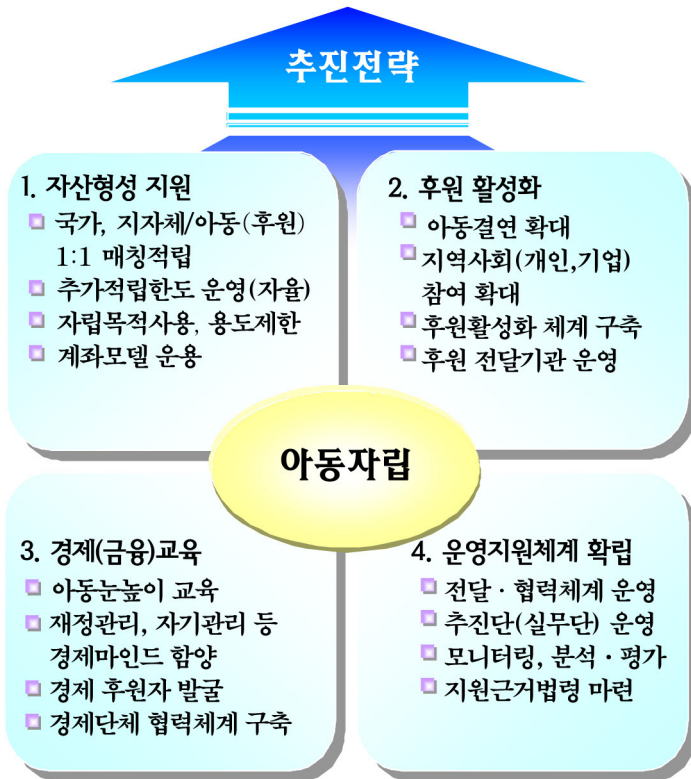 추진전략
1. 자산형성 지원
국가, 지자체/아동(후원)
1:1 매칭적립
추가적립한도 운영(자율)
자립목적사용, 용도제한
계좌모델 운용
2. 후원 활성화
아동결연 확대
지역사회(개인,기업)
참여 확대
후원활성화 체계 구축
후원 전달기관 운영
아동자립
3. 경제(금융)교육
아동눈높이 교육
재정관리, 자기관리 등
경제마인드 함양
경제 후원자 발굴
경제단체 협력체계 구축
4. 운영지원체계 확립
전달 · 협력체계 운영
추진단(실무단) 운영
모니터링, 분석 · 평가
지원근거법령 마련